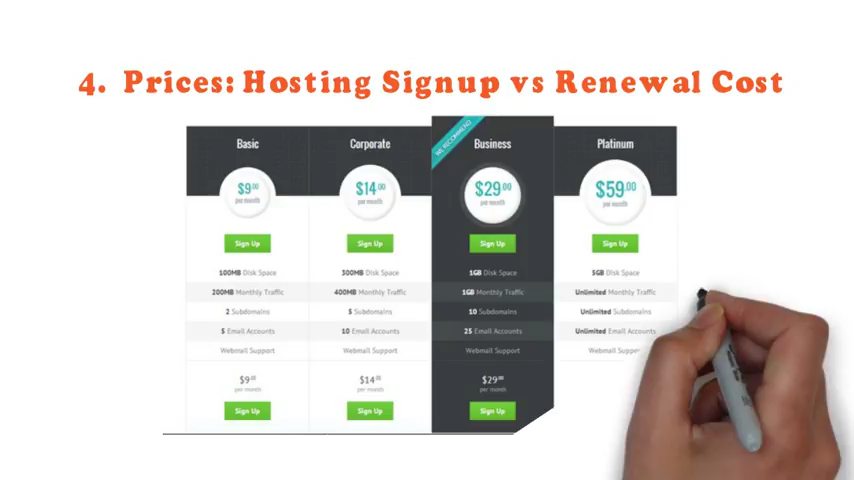 4. Prices: Hosting Signup vs Renewal Cost
WE RECOMMEND
Basic Corporate Business Platinum
$9.00 $14.00 $29.00 $59.00
per month per month per month per month
Sign Up Sign Up Sign Up Sign Up
100MB Disk Space 300MB Disk Space 1GB Disk Space 5GB Disk Space
200MB Monthly Traffic 400MB Monthly Traffic 1GB Monthly Traffic Unlimited Monthly Traffic
2 Subdomains 5 Subdomains 10 Subdomains Unlimited Subdomains
5 Email Accounts 10 Email Accounts 25 Email Accounts Unlimited Email Accounts
Webmail Support Webmail Support Webmail Support Webmail
$9.00 $14.00 $29.00
per month per month per month
Sign Up Sign Up Sign Up